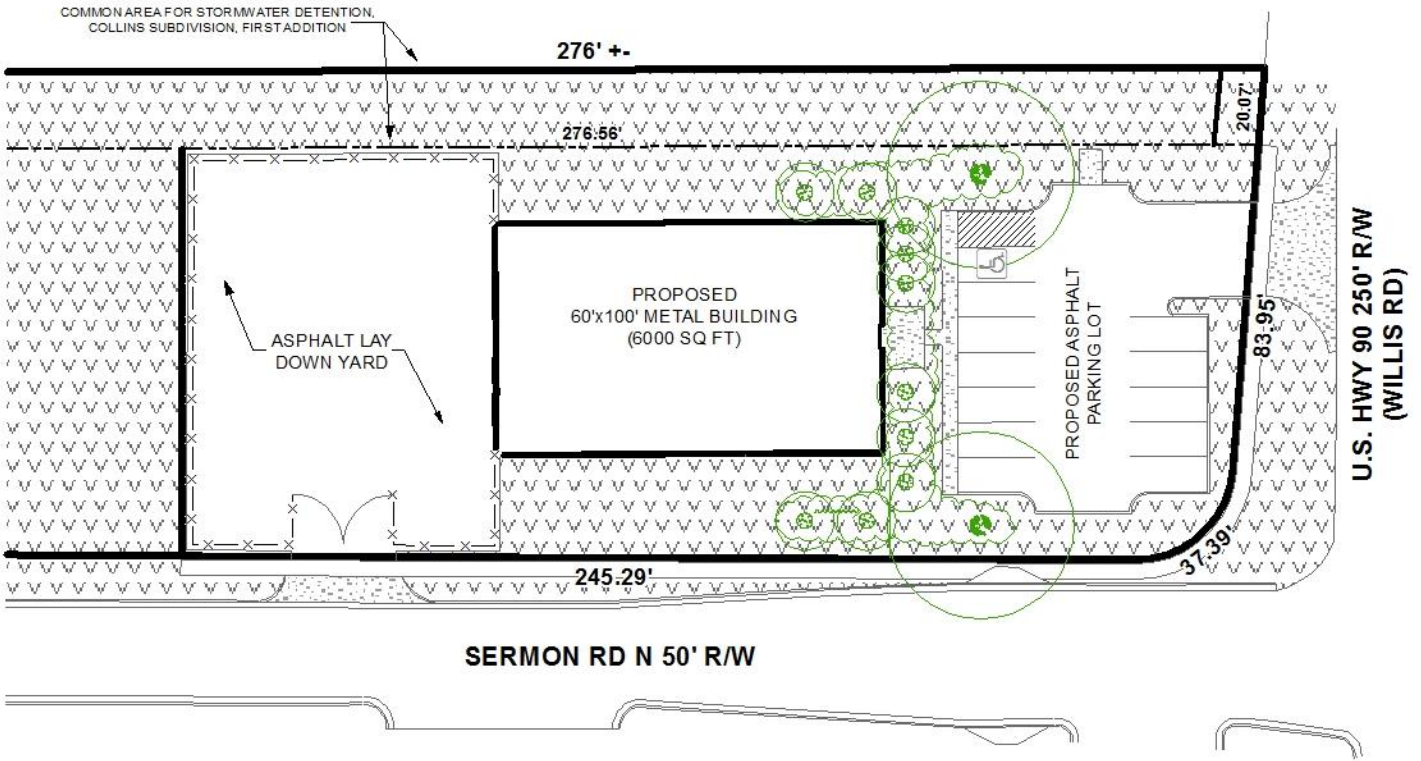 COMMON AREA FOR STORMWATER DETENTION,
COLLINS SUBDIVISION, FIRST ADDITION
276' +-
20.07'
276.56'
PROPOSED
60'x100' METAL BUILDING
(6000 SQ FT)
ASPHALT LAY
DOWN YARD
PROPOSED ASPHALT
PARKING LOT
83.95'
U.S. HWY 90 250' R/W
(WILLIS RD)
37.39'
245.29'
SERMON RD N 50' R/W